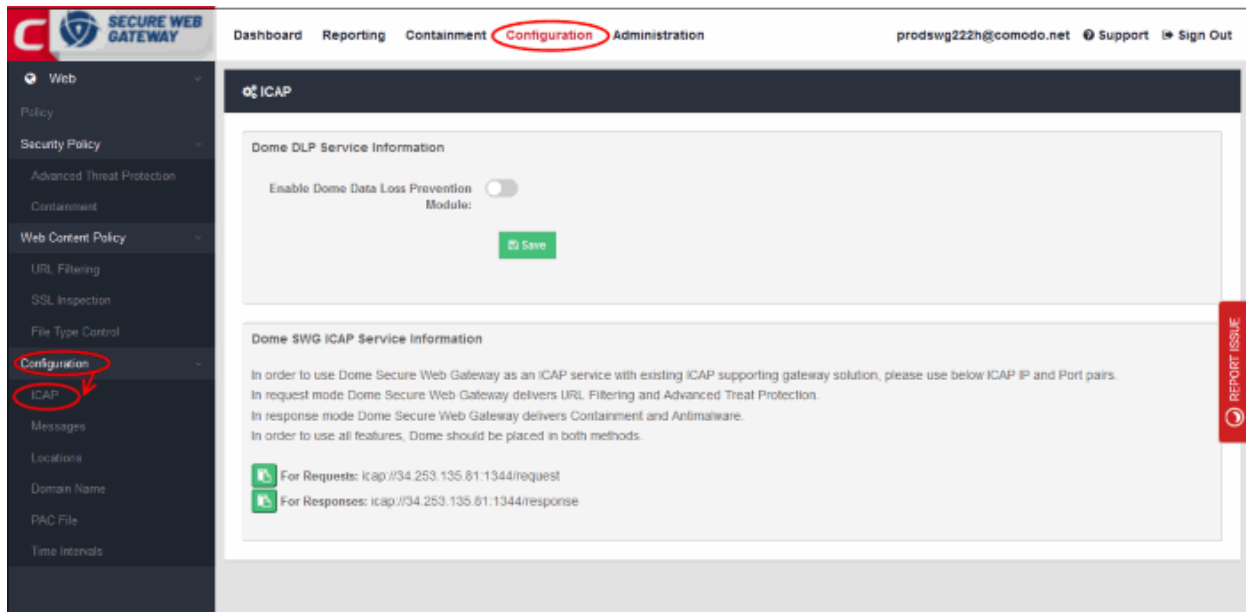 SECURE WEB
GATEWAY
Dashboard Reporting Containment Configuration Administration prodswg222h@comodo.net Support Sign Out
Web
Policy
Security Policy
Advanced Threat Protection
Containment
Web Content Policy
URL Filtering
SSL Inspection
File Type Control
Configuration
ICAP
Messages
Locations
Domain Name
PAC File
Time Intervals
ICAP
Dome DLP Service Information
Enable Dome Data Loss Prevention
Module:
Save
Dome SWG ICAP Service Information
In order to use Dome Secure Web Gateway as an ICAP service with existing ICAP supporting gateway solution, please use below ICAP IP and Port pairs.
In request mode Dome Secure Web Gateway delivers URL Filtering and Advanced Treat Protection.
In response mode Dome Secure Web Gateway delivers Containment and Antimalware.
In order to use all features, Dome should be placed in both methods.
For Requests: icap://34.253.135.81:1344/request
For Responses: icap://34.253.135.81:1344/response
REPORT ISSUE